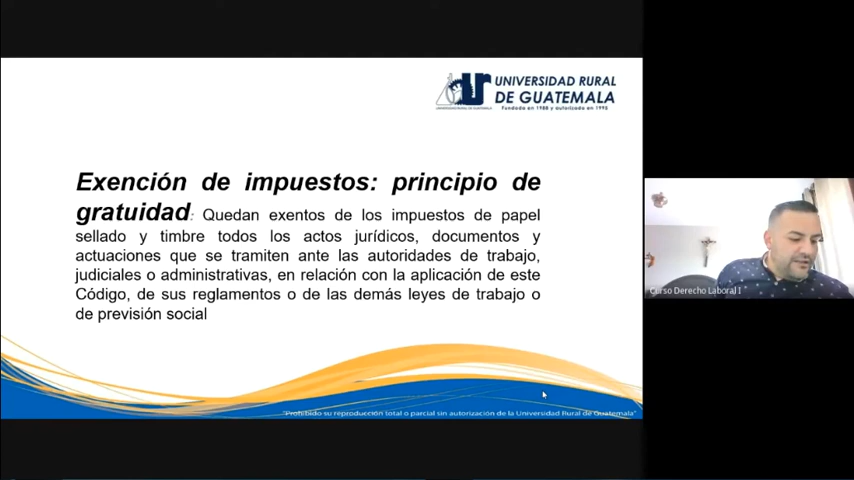 UNIVERSIDAD RURAL
DE GUATEMALA
Fundada en 1988 y autorizada en 1995
Exención de impuestos: principio de
gratuidad: Quedan exentos de los impuestos de papel
sellado y timbre todos los actos jurídicos, documentos y
actuaciones que se tramiten ante las autoridades de trabajo,
judiciales o administrativas, en relación con la aplicación de este
Código, de sus reglamentos o de las demás leyes de trabajo o
de previsión social
Curso Derecho Laboral I
"Prohibido su reproducción total o parcial sin autorización de la Universidad Rural de Guatemala"